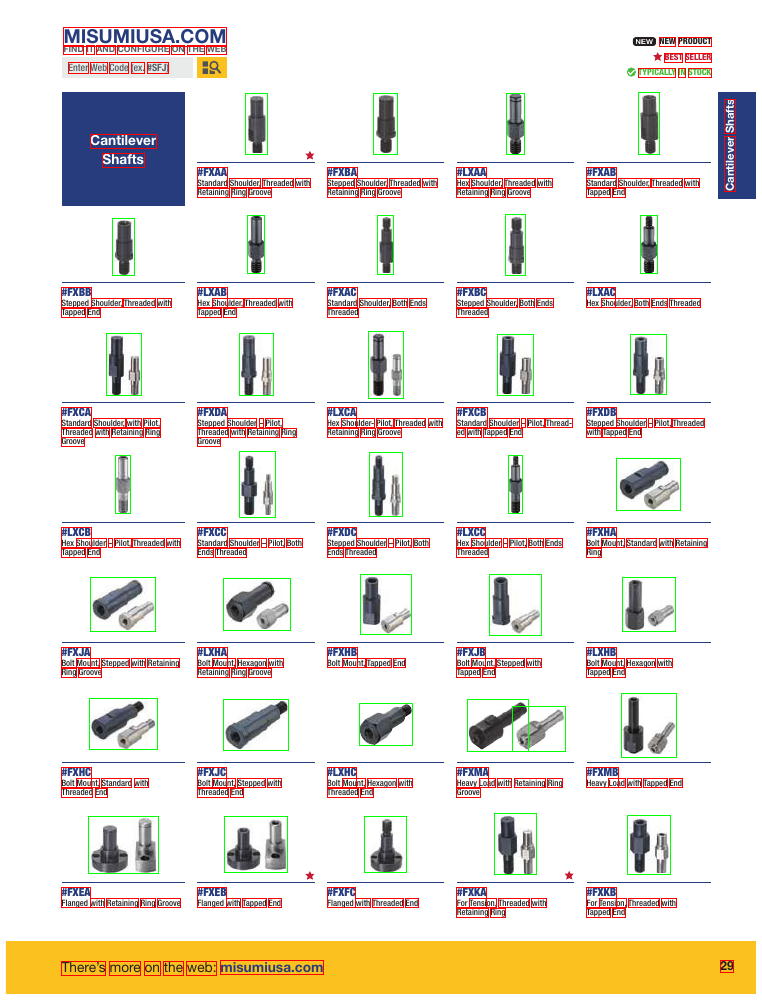 MISUMIUSA.COM
FIND IT AND CONFIGURE ON THE WEB
Enter Web Code (ex. #SFJ)
NEW NEW PRODUCT
BEST SELLER
TYPICALLY IN STOCK
Cantilever
Shafts
Cantilever Shafts
#FXAA
Standard Shoulder, Threaded with
Retaining Ring Groove
#FXBA
Stepped Shoulder, Threaded with
Retaining Ring Groove
#LXAA
Hex Shoulder, Threaded with
Retaining Ring Groove
#FXAB
Standard Shoulder, Threaded with
Tapped End
#FXBB
Stepped Shoulder, Threaded with
Tapped End
#LXAB
Hex Shoulder, Threaded with
Tapped End
#FXAC
Standard Shoulder, Both Ends
Threaded
#FXBC
Stepped Shoulder, Both Ends
Threaded
#LXAC
Hex Shoulder, Both Ends Threaded
#FXCA
Standard Shoulder, with Pilot,
Threaded with Retaining Ring
Groove
#FXDA
Stepped Shoulder – Pilot,
Threaded with Retaining Ring
Groove
#LXCA
Hex Shoulder– Pilot, Threaded with
Retaining Ring Groove
#FXCB
Standard Shoulder – Pilot, Thread-
ed with Tapped End
#FXDB
Stepped Shoulder – Pilot, Threaded
with Tapped End
#LXCB
Hex Shoulder – Pilot, Threaded with
Tapped End
#FXCC
Standard Shoulder – Pilot, Both
Ends Threaded
#FXDC
Stepped Shoulder – Pilot, Both
Ends Threaded
#LXCC
Hex Shoulder – Pilot, Both Ends
Threaded
#FXHA
Bolt Mount, Standard with Retaining
Ring
#FXJA
Bolt Mount, Stepped with Retaining
Ring Groove
#LXHA
Bolt Mount, Hexagon with
Retaining Ring Groove
#FXHB
Bolt Mount, Tapped End
#FXJB
Bolt Mount, Stepped with
Tapped End
#LXHB
Bolt Mount, Hexagon with
Tapped End
#FXHC
Bolt Mount, Standard with
Threaded End
#FXJC
Bolt Mount, Stepped with
Threaded End
#LXHC
Bolt Mount, Hexagon with
Threaded End
#FXMA
Heavy Load with Retaining Ring
Groove
#FXMB
Heavy Load with Tapped End
#FXEA
Flanged with Retaining Ring Groove
#FXEB
Flanged with Tapped End
#FXFC
Flanged with Threaded End
#FXKA
For Tension, Threaded with
Retaining Ring
#FXKB
For Tension, Threaded with
Tapped End
There's more on the web: misumiusa.com
29